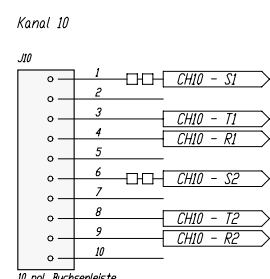 Kanal 10
J10
1 CH10 - S1
2
3 CH10 - T1
4 CH10 - R1
5
6 CH10 - S2
7
8 CH10 - T2
9 CH10 - R2
10
10 pol. Buchsenleiste